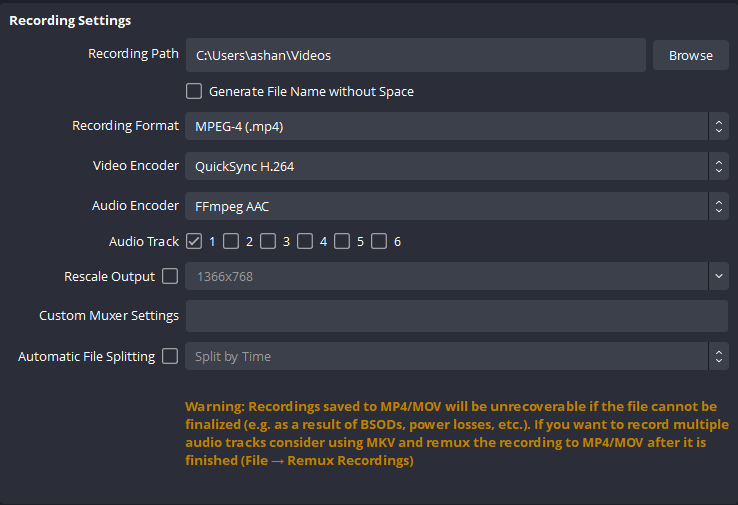 Recording Settings
Recording Path C:\Users\ashan\Videos Browse
Generate File Name without Space
Recording Format MPEG-4 (.mp4)
Video Encoder QuickSync H.264
Audio Encoder FFmpeg AAC
Audio Track 1 2 3 4 5 6
Rescale Output 1366x768
Custom Muxer Settings
Automatic File Splitting Split by Time
Warning: Recordings saved to MP4/MOV will be unrecoverable if the file cannot be
finalized (e.g. as a result of BSODs, power losses, etc.). If you want to record multiple
audio tracks consider using MKV and remux the recording to MP4/MOV after it is
finished (File → Remux Recordings)